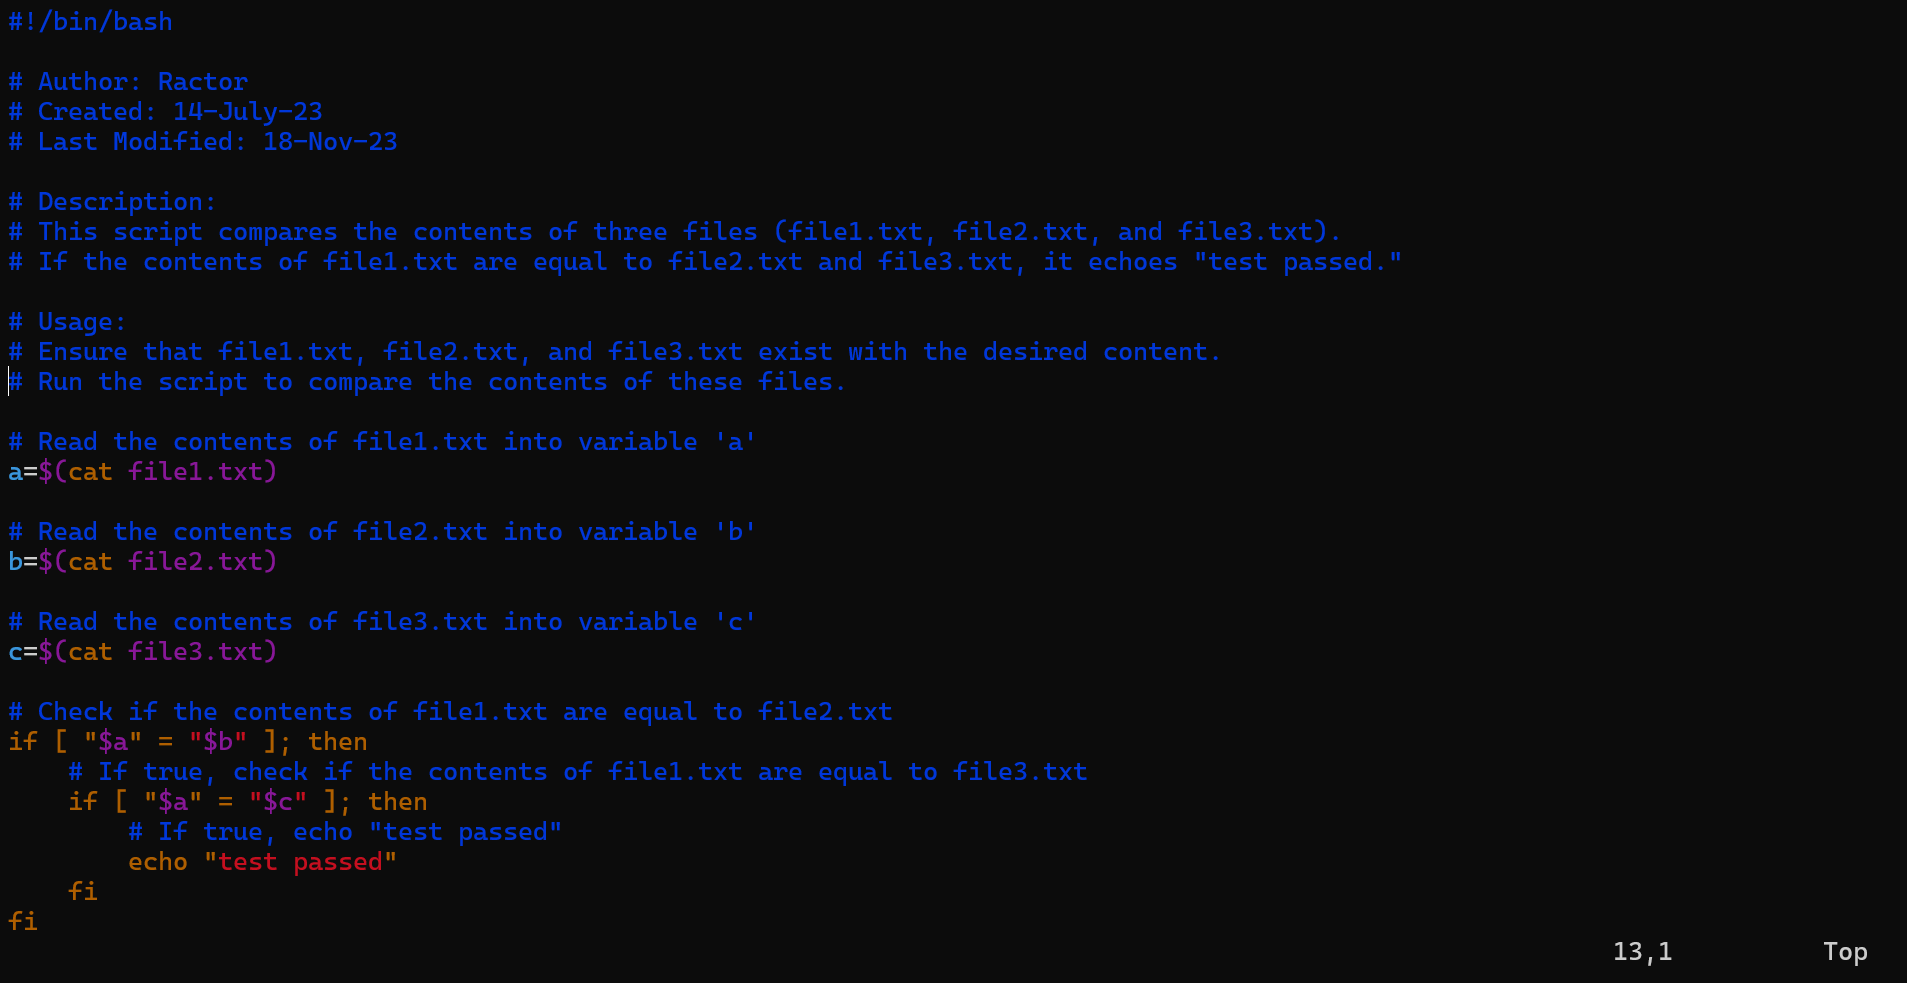 #!/bin/bash
# Author: Ractor
# Created: 14-July-23
# Last Modified: 18-Nov-23
# Description:
# This script compares the contents of three files (file1.txt, file2.txt, and file3.txt).
# If the contents of file1.txt are equal to file2.txt and file3.txt, it echoes "test passed."
# Usage:
# Ensure that file1.txt, file2.txt, and file3.txt exist with the desired content.
# Run the script to compare the contents of these files.
# Read the contents of file1.txt into variable 'a'
a=$(cat file1.txt)
# Read the contents of file2.txt into variable 'b'
b=$(cat file2.txt)
# Read the contents of file3.txt into variable 'c'
c=$(cat file3.txt)
# Check if the contents of file1.txt are equal to file2.txt
if [ "$a" = "$b" ]; then
    # If true, check if the contents of file1.txt are equal to file3.txt
    if [ "$a" = "$c" ]; then
        # If true, echo "test passed"
        echo "test passed"
    fi
fi
13,1 Top